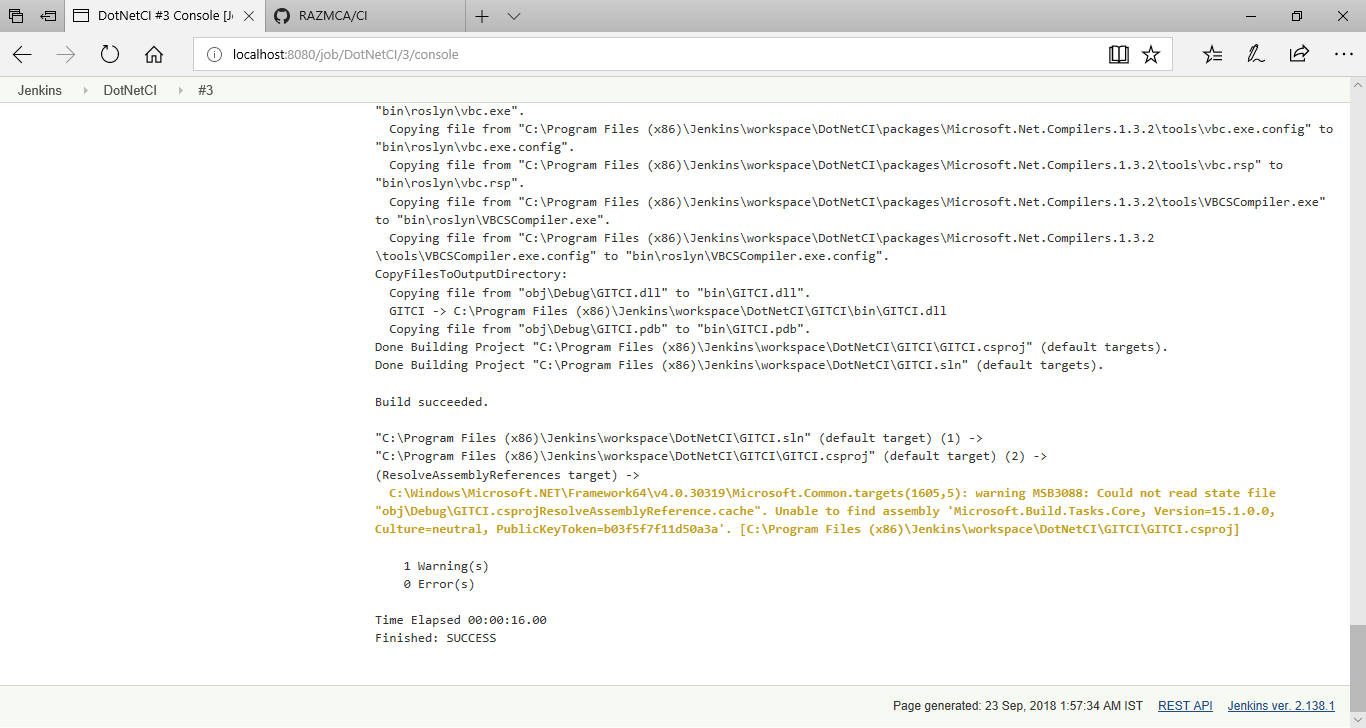 DotNetCI #3 Console [Je
RAZMCA/CI
localhost:8080/job/DotNetCI/3/console
Jenkins DotNetCI #3
"bin\roslyn\vbc.exe".
Copying file from "C:\Program Files (x86)\Jenkins\workspace\DotNetCI\packages\Microsoft.Net.Compilers.1.3.2\tools\vbc.exe.config" to
"bin\roslyn\vbc.exe.config".
Copying file from "C:\Program Files (x86)\Jenkins\workspace\DotNetCI\packages\Microsoft.Net.Compilers.1.3.2\tools\vbc.rsp" to
"bin\roslyn\vbc.rsp".
Copying file from "C:\Program Files (x86)\Jenkins\workspace\DotNetCI\packages\Microsoft.Net.Compilers.1.3.2\tools\VBCSCompiler.exe"
to "bin\roslyn\VBCSCompiler.exe".
Copying file from "C:\Program Files (x86)\Jenkins\workspace\DotNetCI\packages\Microsoft.Net.Compilers.1.3.2
\tools\VBCSCompiler.exe.config" to "bin\roslyn\VBCSCompiler.exe.config".
CopyFilesToOutputDirectory:
Copying file from "obj\Debug\GITCI.dll" to "bin\GITCI.dll".
GITCI -> C:\Program Files (x86)\Jenkins\workspace\DotNetCI\GITCI\bin\GITCI.dll
Copying file from "obj\Debug\GITCI.pdb" to "bin\GITCI.pdb".
Done Building Project "C:\Program Files (x86)\Jenkins\workspace\DotNetCI\GITCI\GITCI.csproj" (default targets).
Done Building Project "C:\Program Files (x86)\Jenkins\workspace\DotNetCI\GITCI.sln" (default targets).
Build succeeded.
"C:\Program Files (x86)\Jenkins\workspace\DotNetCI\GITCI.sln" (default target) (1) ->
"C:\Program Files (x86)\Jenkins\workspace\DotNetCI\GITCI\GITCI.csproj" (default target) (2) ->
(ResolveAssemblyReferences target) ->
C:\Windows\Microsoft.NET\Framework64\v4.0.30319\Microsoft.Common.targets(1605,5): warning MSB3088: Could not read state file
"obj\Debug\GITCI.csprojResolveAssemblyReference.cache". Unable to find assembly 'Microsoft.Build.Tasks.Core, Version=15.1.0.0,
Culture=neutral, PublicKeyToken=b03f5f7f11d50a3a'. [C:\Program Files (x86)\Jenkins\workspace\DotNetCI\GITCI\GITCI.csproj]
1 Warning(s)
0 Error(s)
Time Elapsed 00:00:16.00
Finished: SUCCESS
Page generated: 23 Sep, 2018 1:57:34 AM IST REST API Jenkins ver. 2.138.1